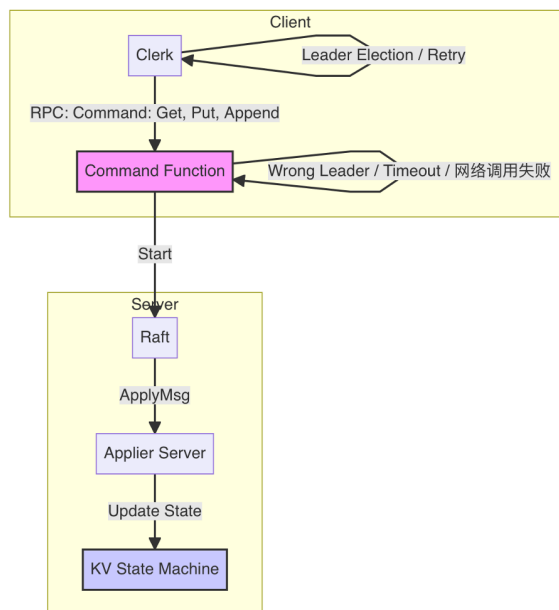 Client
Clerk
Leader Election / Retry
RPC: Command: Get, Put, Append
Command Function
Wrong Leader / Timeout / 网络调用失败
Start
Server
Raft
ApplyMsg
Applier Server
Update State
KV State Machine